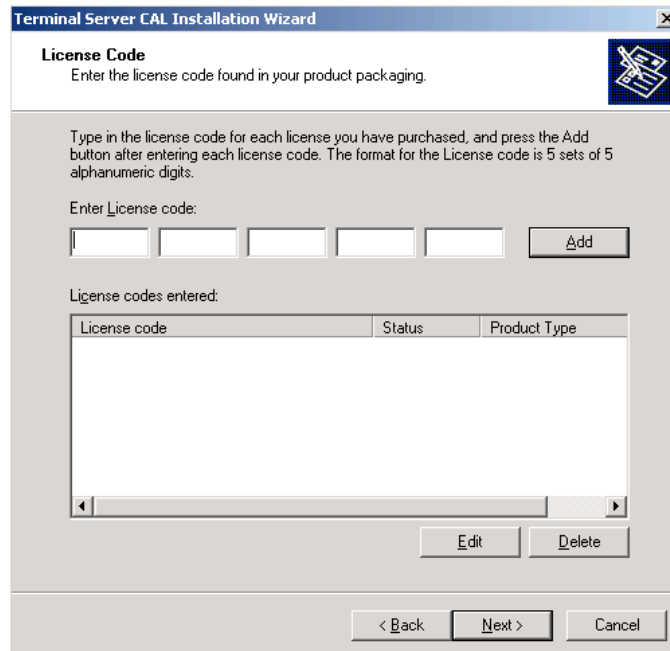 Terminal Server CAL Installation Wizard
License Code
Enter the license code found in your product packaging.
Type in the license code for each license you have purchased, and press the Add
button after entering each license code. The format for the License code is 5 sets of 5
alphanumeric digits.
Enter License code:
Add
License codes entered:
License code Status Product Type
Edit Delete
< Back Next > Cancel